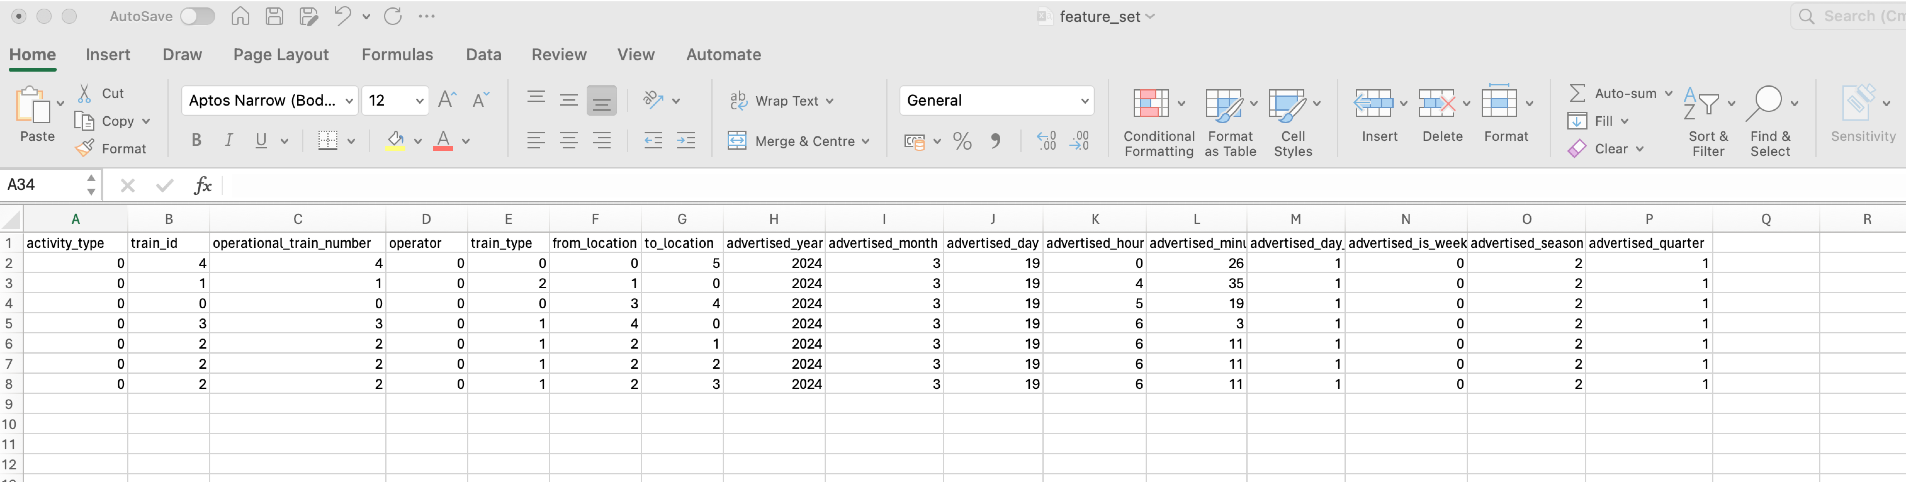 AutoSave
feature_set
Search (Cm
Home Insert Draw Page Layout Formulas Data Review View Automate
Paste
Cut
Copy
Format
Aptos Narrow (Bod... 12
B I U
A
Wrap Text
Merge & Centre
General
Conditional Formatting
Format as Table
Cell Styles
Insert
Delete
Format
Auto-sum
Fill
Clear
Sort & Filter
Find & Select
Sensitivity
A34 fx
A B C D E F G H I J K L M N O P Q R
1 activity_type train_id operational_train_number operator train_type from_location to_location advertised_year advertised_month advertised_day advertised_hour advertised_minu advertised_day_ advertised_is_week advertised_season advertised_quarter
2 0 4 4 0 0 0 5 2024 3 19 0 26 1 0 2 1
3 0 1 1 0 2 1 0 2024 3 19 4 35 1 0 2 1
4 0 0 0 0 0 3 4 2024 3 19 5 19 1 0 2 1
5 0 3 3 0 1 4 0 2024 3 19 6 3 1 0 2 1
6 0 2 2 0 1 2 1 2024 3 19 6 11 1 0 2 1
7 0 2 2 0 1 2 2 2024 3 19 6 11 1 0 2 1
8 0 2 2 0 1 2 3 2024 3 19 6 11 1 0 2 1
9
10
11
12